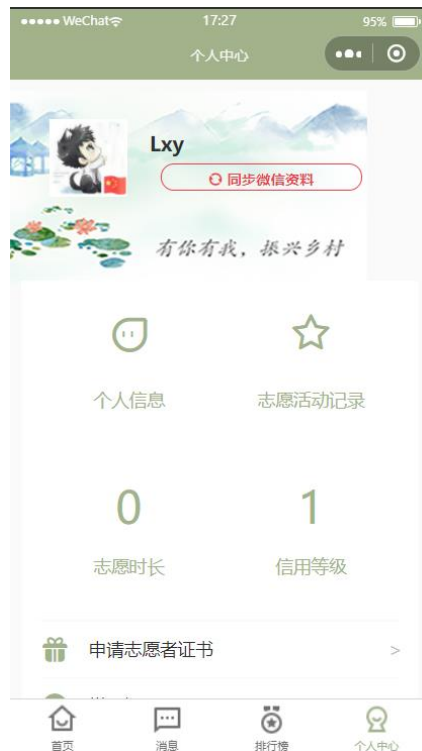 WeChat 17:27 95%
个人中心
Lxy
同步微信资料
有你有我，振兴乡村
个人信息 志愿活动记录
0 1
志愿时长 信用等级
申请志愿者证书 >
首页 消息 排行榜 个人中心